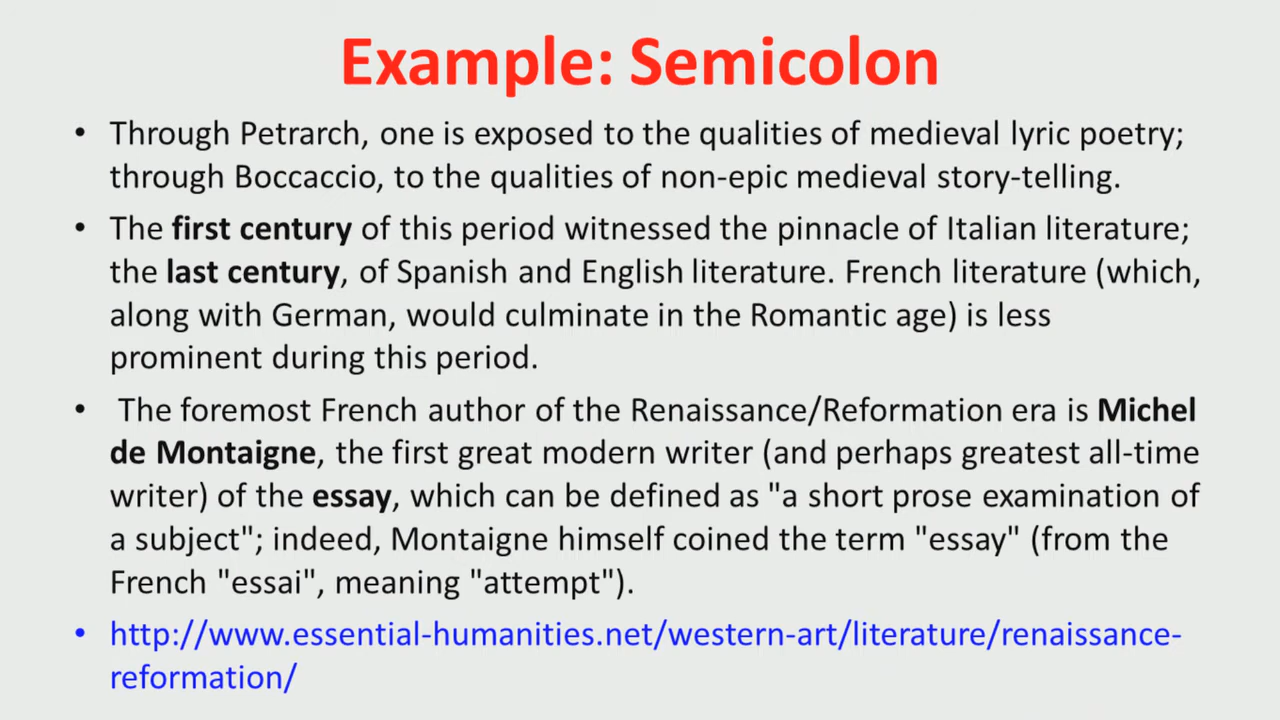 Example: Semicolon
• Through Petrarch, one is exposed to the qualities of medieval lyric poetry;
through Boccaccio, to the qualities of non-epic medieval story-telling.
• The first century of this period witnessed the pinnacle of Italian literature;
the last century, of Spanish and English literature. French literature (which,
along with German, would culminate in the Romantic age) is less
prominent during this period.
• The foremost French author of the Renaissance/Reformation era is Michel
de Montaigne, the first great modern writer (and perhaps greatest all-time
writer) of the essay, which can be defined as "a short prose examination of
a subject"; indeed, Montaigne himself coined the term "essay" (from the
French "essai", meaning "attempt").
• http://www.essential-humanities.net/western-art/literature/renaissance-
reformation/